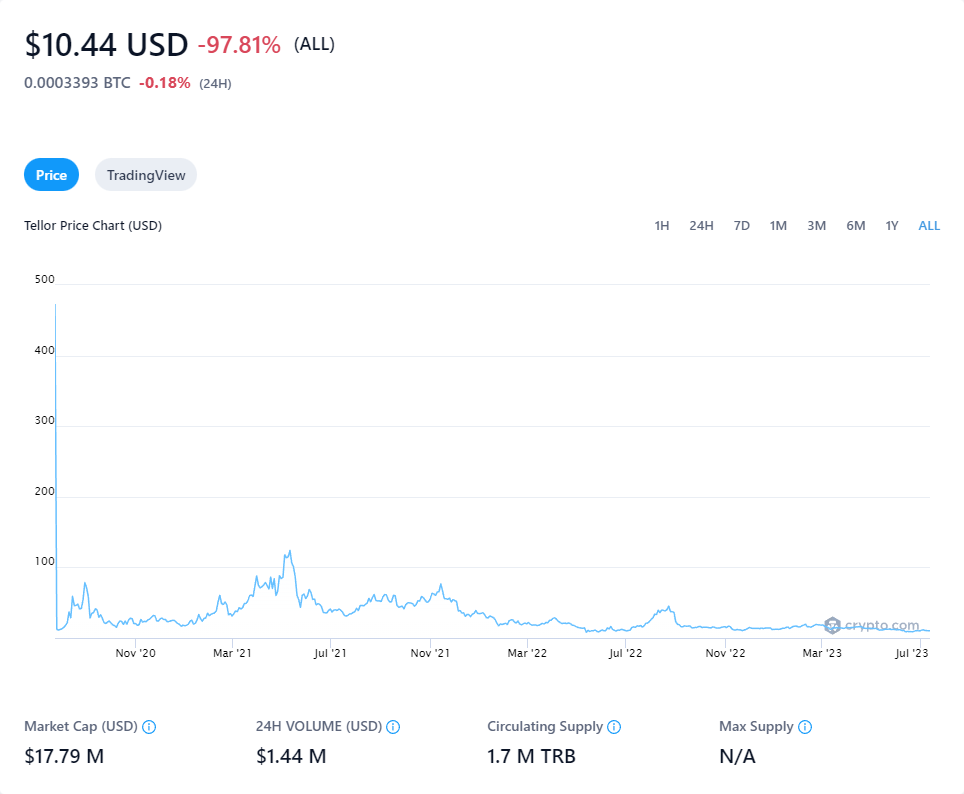 $10.44 USD -97.81% (ALL)
0.0003393 BTC -0.18% (24H)
Price TradingView
Tellor Price Chart (USD) 1H 24H 7D 1M 3M 6M 1Y ALL
500
400
300
200
100
crypto.com
Nov '20 Mar '21 Jul '21 Nov '21 Mar '22 Jul '22 Nov '22 Mar '23 Jul '23
Market Cap (USD) 24H VOLUME (USD) Circulating Supply Max Supply
$17.79 M $1.44 M 1.7 M TRB N/A